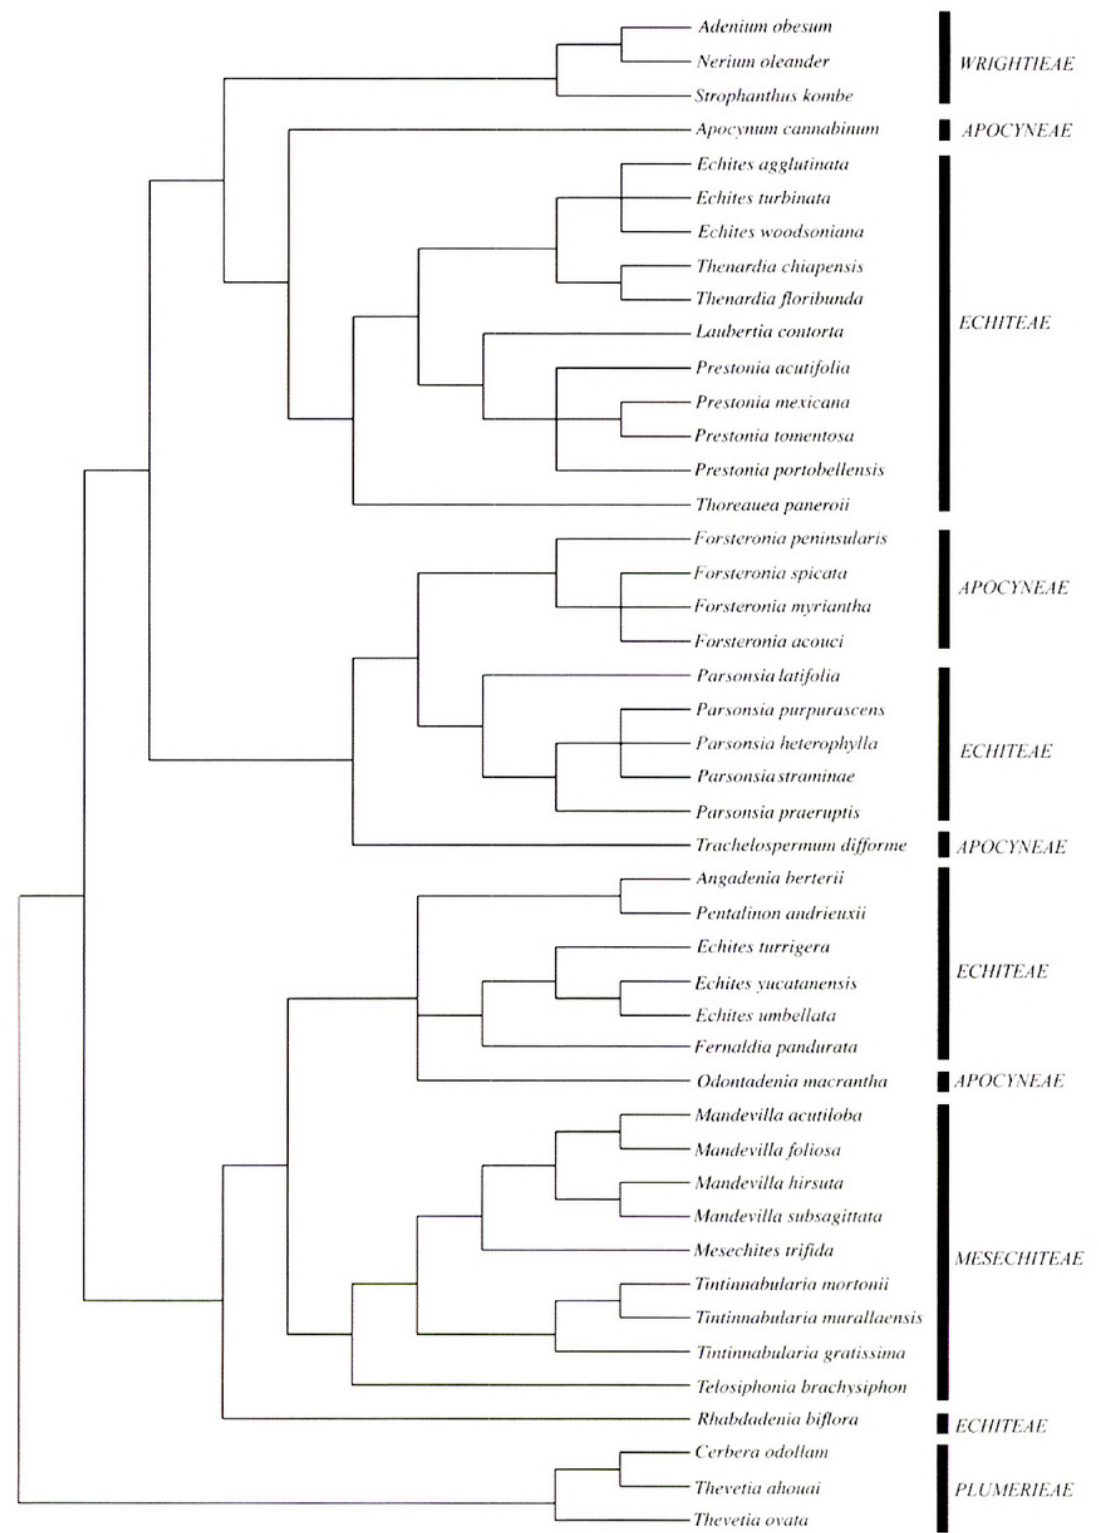 Adenium obesum
Nerium oleander
WRIGHTIEAE
Strophanthus kombe
Apocynum cannabinum
APOCYNEAE
Echites agglutinata
Echites turbinata
Echites woodsoniana
Thenardia chiapensis
Thenardia floribunda
ECHITEAE
Laubertia contorta
Prestonia acutifolia
Prestonia mexicana
Prestonia tomentosa
Prestonia portobellensis
Thoreauea paneroii
Forsteronia peninsularis
Forsteronia spicata
APOCYNEAE
Forsteronia myriantha
Forsteronia acouci
Parsonsia latifolia
Parsonsia purpurascens
Parsonsia heterophylla
ECHITEAE
Parsonsia straminae
Parsonsia praeruptis
Trachelospermum difforme
APOCYNEAE
Angadenia berterii
Pentalinon andrieuxii
Echites turrigera
ECHITEAE
Echites yucatanensis
Echites umbellata
Fernaldia pandurata
Odontadenia macrantha
APOCYNEAE
Mandevilla acutiloba
Mandevilla foliosa
Mandevilla hirsuta
Mandevilla subsagittata
Mesechites trifida
MESECHITEAE
Tintinnabularia mortonii
Tintinnabularia murallaensis
Tintinnabularia gratissima
Telosiphonia brachysiphon
Rhabdadenia biflora
ECHITEAE
Cerbera odollam
Thevetia ahouai
PLUMERIEAE
Thevetia ovata